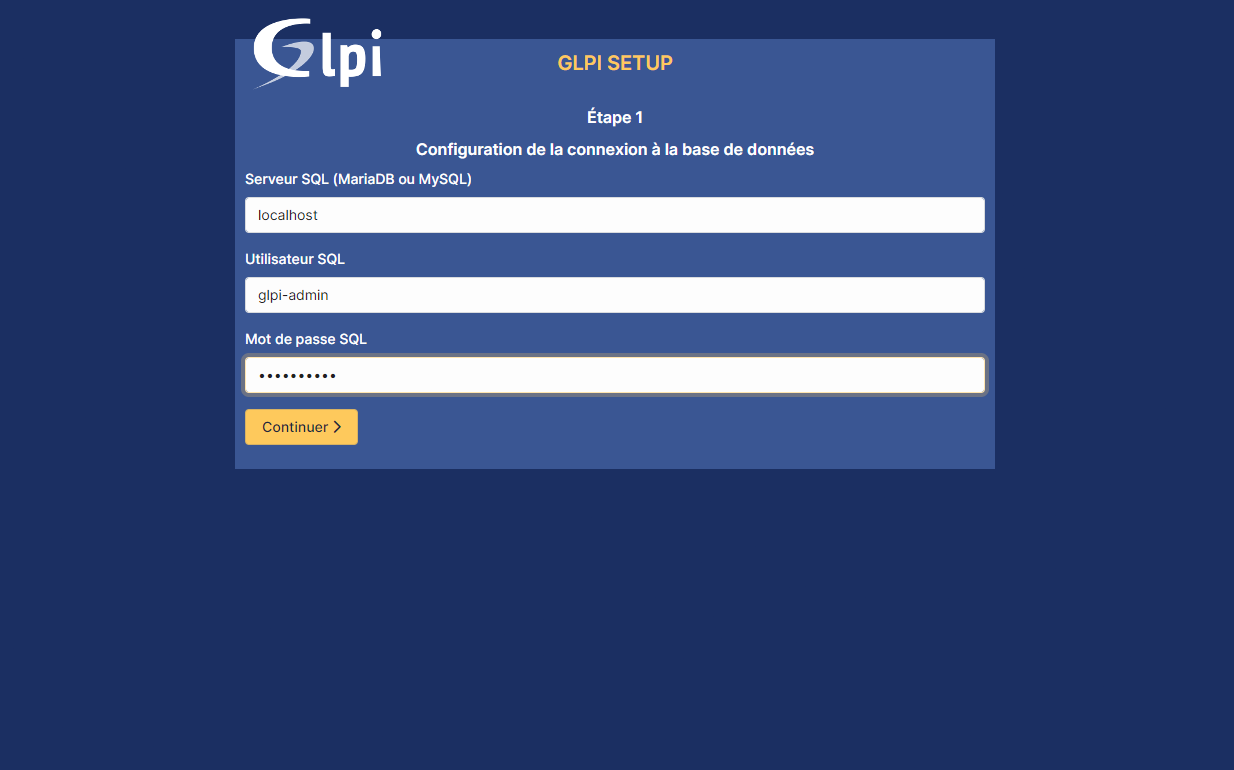 Glpi
GLPI SETUP
Étape 1
Configuration de la connexion à la base de données
Serveur SQL (MariaDB ou MySQL)
localhost
Utilisateur SQL
glpi-admin
Mot de passe SQL
••••••••••
Continuer